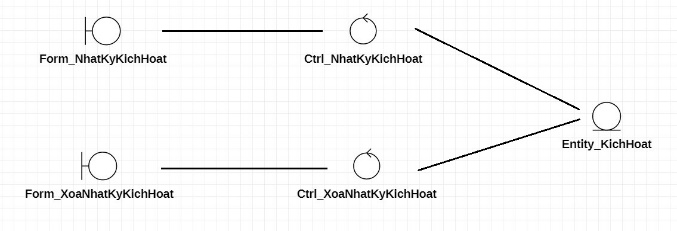 Form_NhatKyKichHoat
Ctrl_NhatKyKichHoat
Entity_KichHoat
Form_XoaNhatKyKichHoat
Ctrl_XoaNhatKyKichHoat